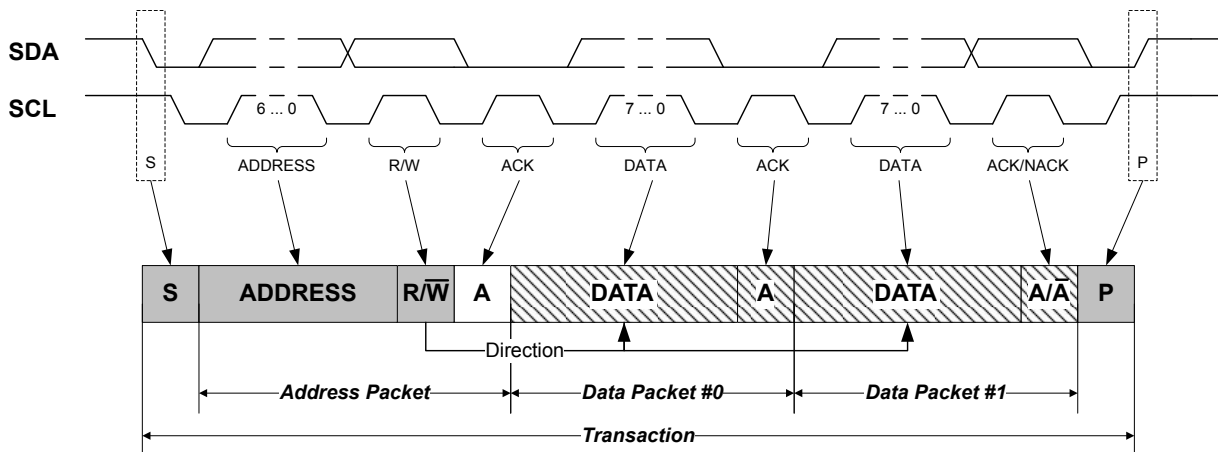 SDA
SCL
6 ... 0
7 ... 0
7 ... 0
S
ADDRESS
R/W
ACK
DATA
ACK
DATA
ACK/NACK
P
S
ADDRESS
R/W̅
A
DATA
A
DATA
A/A̅
P
Direction
Address Packet
Data Packet #0
Data Packet #1
Transaction